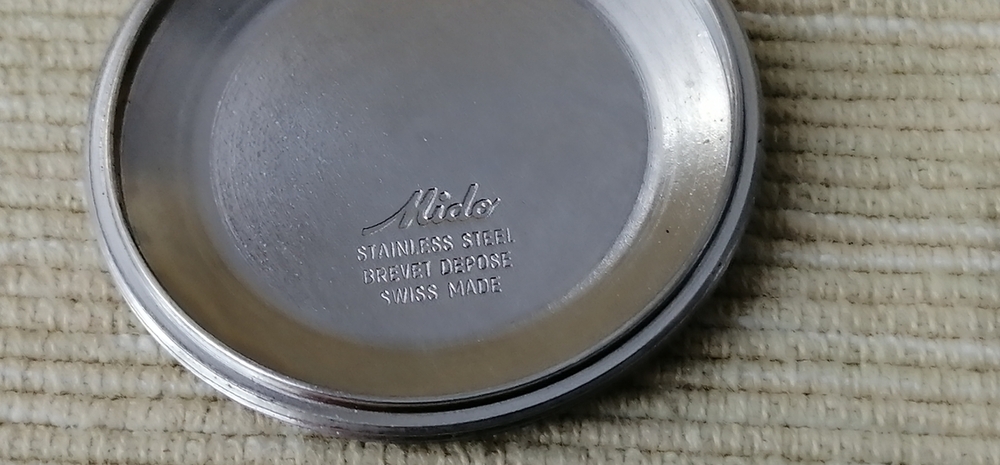 Mido
STAINLESS STEEL
BREVET DEPOSE
SWISS MADE